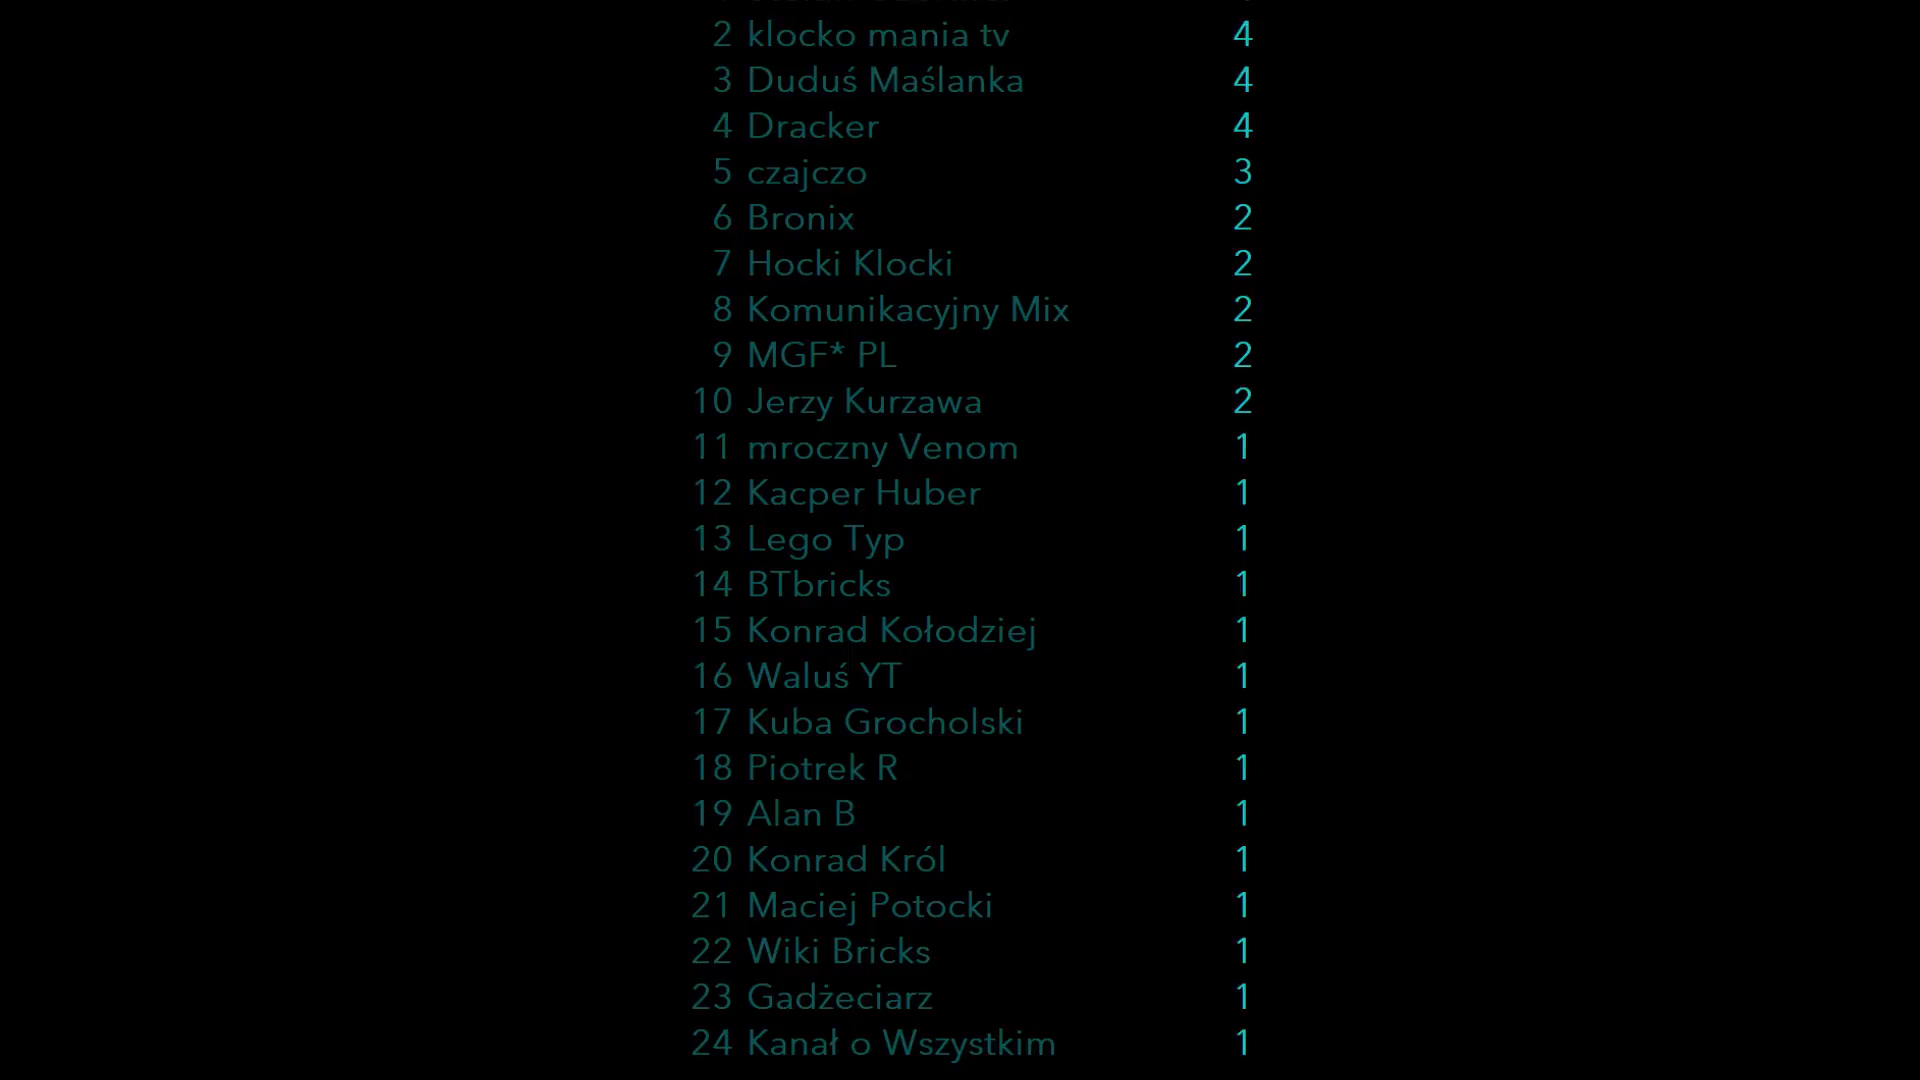 2 klocko mania tv 4
3 Duduś Maślanka 4
4 Dracker 4
5 czajczo 3
6 Bronix 2
7 Hocki Klocki 2
8 Komunikacyjny Mix 2
9 MGF* PL 2
10 Jerzy Kurzawa 2
11 mroczny Venom 1
12 Kacper Huber 1
13 Lego Typ 1
14 BTbricks 1
15 Konrad Kołodziej 1
16 Waluś YT 1
17 Kuba Grocholski 1
18 Piotrek R 1
19 Alan B 1
20 Konrad Król 1
21 Maciej Potocki 1
22 Wiki Bricks 1
23 Gadżeciarz 1
24 Kanał o Wszystkim 1